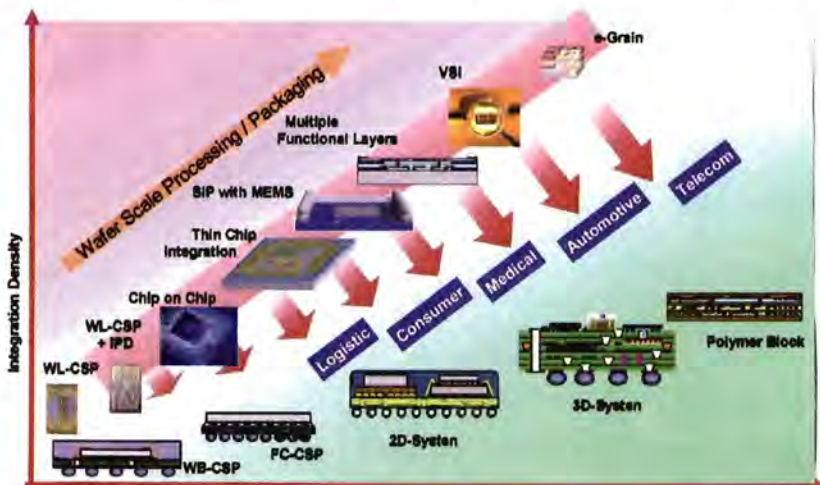 e-Grain
VSI
Multiple
Functional Layers
Wafer Scale Processing / Packaging
SiP with MEMS
Telecom
Automotive
Thin Chip
Integration
Medical
Consumer
Integration Density
Chip on Chip
Logistic
WL-CSP
+ IPD
Polymer Block
WL-CSP
3D-Systen
2D-Systen
FC-CSP
WB-CSP